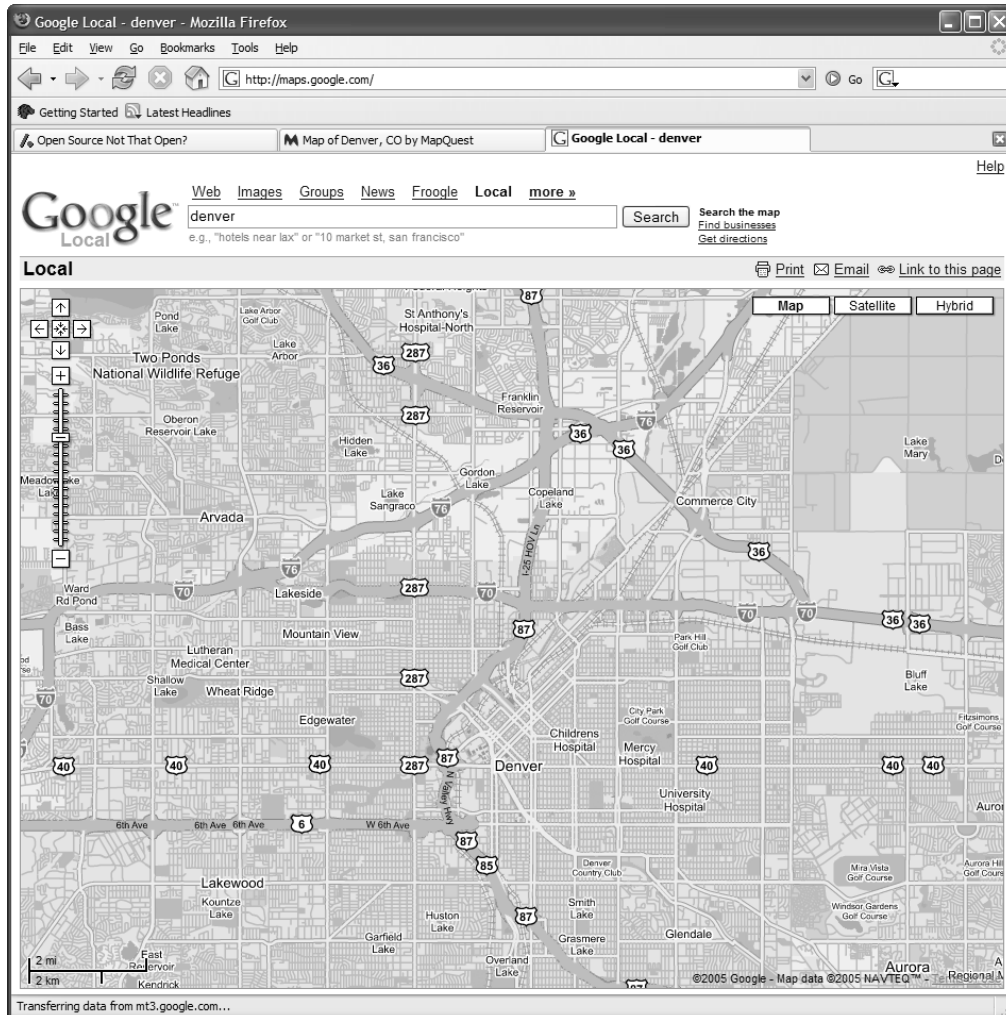 Google Local - denver - Mozilla Firefox
File Edit View Go Bookmarks Tools Help
http://maps.google.com/ Go
Getting Started Latest Headlines
Open Source Not That Open? Map of Denver, CO by MapQuest Google Local - denver
Help
Web Images Groups News Froogle Local more »
Google™ Local
denver Search
e.g., "hotels near lax" or "10 market st, san francisco"
Search the map
Find businesses
Get directions
Local Print Email Link to this page
Map Satellite Hybrid
87
Pond Lake
Lake Arbor Golf Club
St Anthony's Hospital-North
Lake Arbor
Two Ponds National Wildlife Refuge
36
287
Franklin Reservoir
287
Oberon Reservoir Lake
76
36
36
Hidden Lake
Lake Mary
Gordon Lake
Lake Sangraco
Copeland Lake
Commerce City
76
Arvada
I-25 HOV Ln
36
76
Ward Rd Pond
70
Lakeside
287
70
70
70
36
36
Bass Lake
Mountain View
87
Park Hill Golf Club
Lutheran Medical Center
Bluff Lake
Shallow Lake
Wheat Ridge
287
70
Edgewater
City Park Golf Course
Fitzsimons Golf Course
Childrens Hospital
Mercy Hospital
40
40
40
287
87
Denver
40
40
40
N Valley Hwy
University Hospital
6th Ave
6th Ave
6th Ave
6
W 6th Ave
87
85
Denver Country Club
Mira Vista Golf Course
Aurora Hill Golf Cours
Lakewood
Kountze Lake
Windsor Gardens Golf Course
Huston Lake
87
Smith Lake
Garfield Lake
Grasmere Lake
Glendale
East Reservoir
Overland Lake
Aurora
Kendrick
2 mi
2 km
©2005 Google - Map data ©2005 NAVTEQ™ -
Transferring data from mt3.google.com...